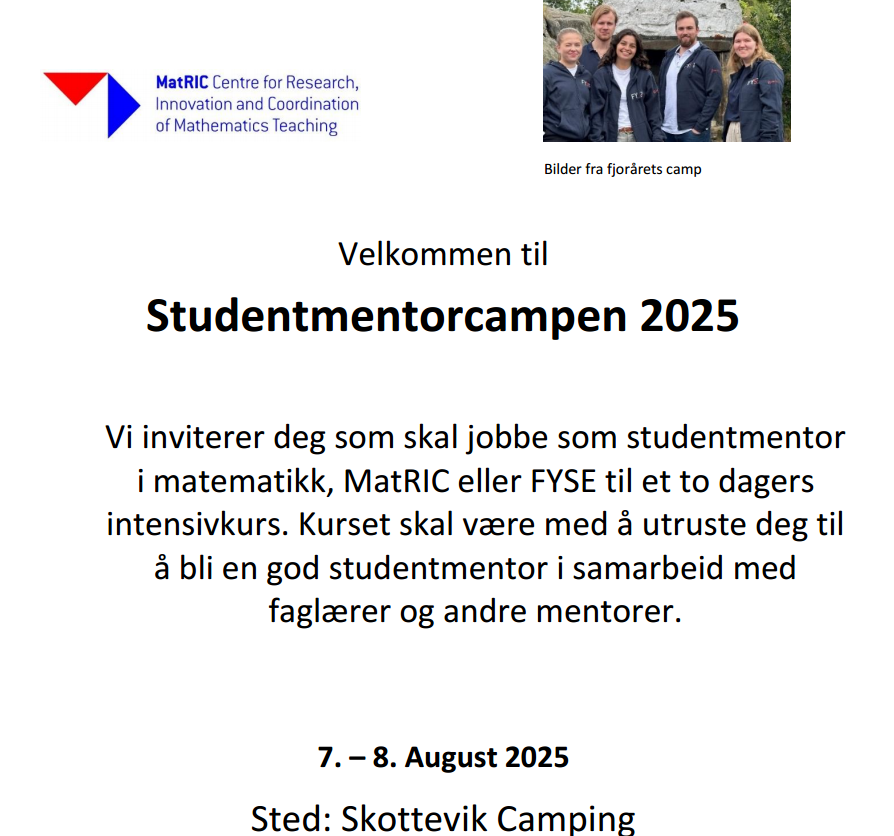 MatRIC Centre for Research,
Innovation and Coordination
of Mathematics Teaching
Bilder fra fjorårets camp
Velkommen til
Studentmentorcampen 2025
Vi inviterer deg som skal jobbe som studentmentor
i matematikk, MatRIC eller FYSE til et to dagers
intensivkurs. Kurset skal være med å utruste deg til
å bli en god studentmentor i samarbeid med
faglærer og andre mentorer.
7. – 8. August 2025
Sted: Skottevik Camping